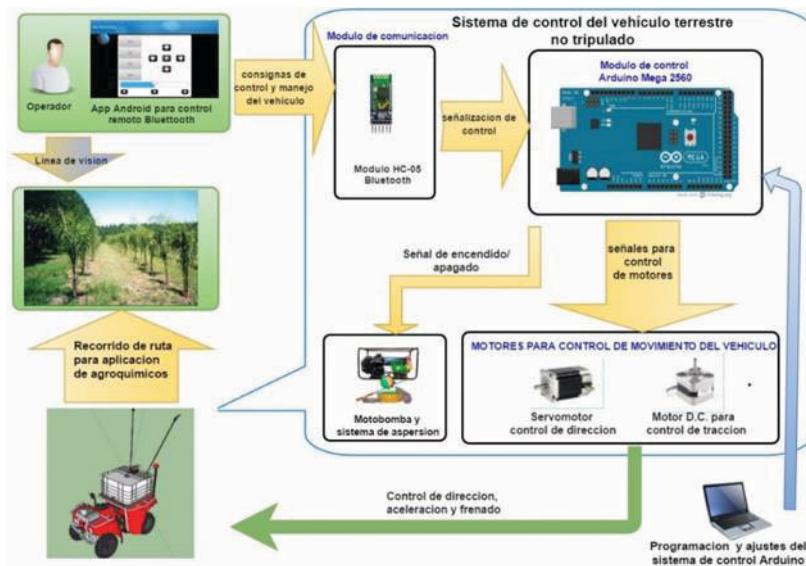 Sistema de control del vehículo terrestre
no tripulado
Modulo de comunicacion
Modulo de control
Arduino Mega 2560
Operador
App Android para control
remoto Bluettooth
consignas de
control y manejo
del vehículo
señalizacion de
control
Modulo HC-05
Bluetooth
ARDUINO
MEGA
Linea de vision
Señal de encendido/
apagado
señales para
control
de motores
Recorrido de ruta
para aplicacion
de agroquimicos
MOTORES PARA CONTROL DE MOVIMIENTO DEL VEHICULO
Motobomba y
sistema de aspersion
Servomotor
control de direccion
Motor D.C. para
control de traccion
Control de direccion,
aceleracion y frenado
Programacion y ajustes del
sistema de control Arduino